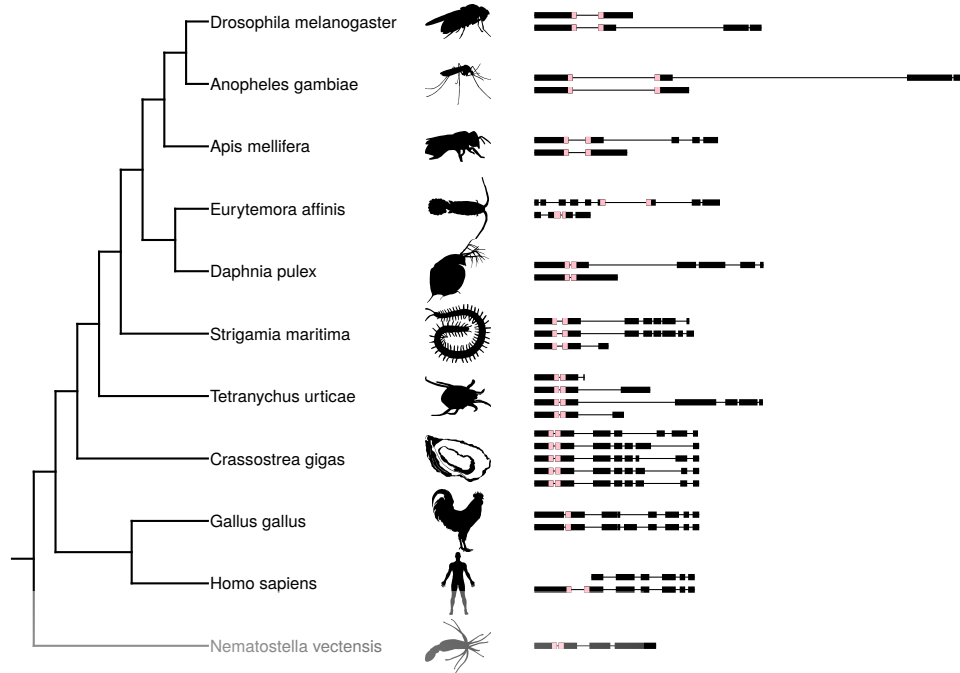 Drosophila melanogaster
Anopheles gambiae
Apis mellifera
Eurytemora affinis
Daphnia pulex
Strigamia maritima
Tetranychus urticae
Crassostrea gigas
Gallus gallus
Homo sapiens
Nematostella vectensis